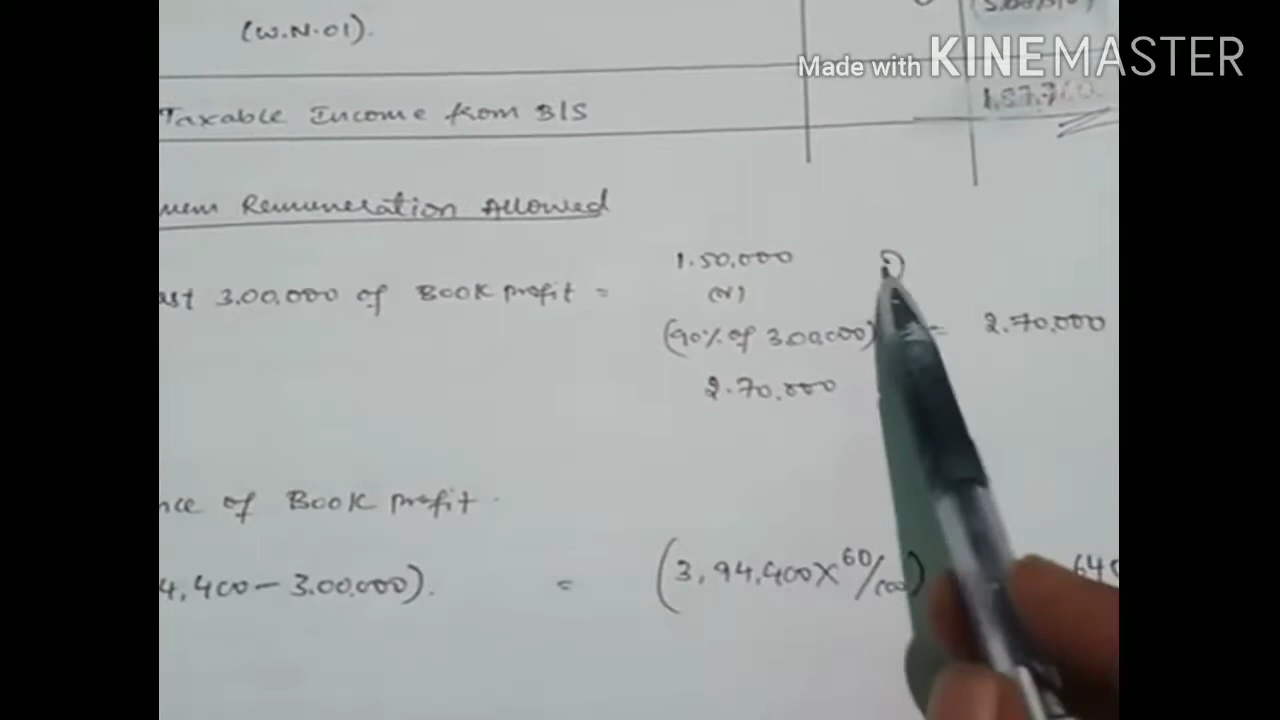 (W.N.01).
Made with KINEMASTER
Taxable Income from B/S
Remuneration Allowed
1.50,000
3.00,000 of Book profit =
(or)
(90% of 3.00,000) = 2.70,000
2.70,000
of Book profit.
4,400 - 3.00,000). = (3,94,400 X 60/100)